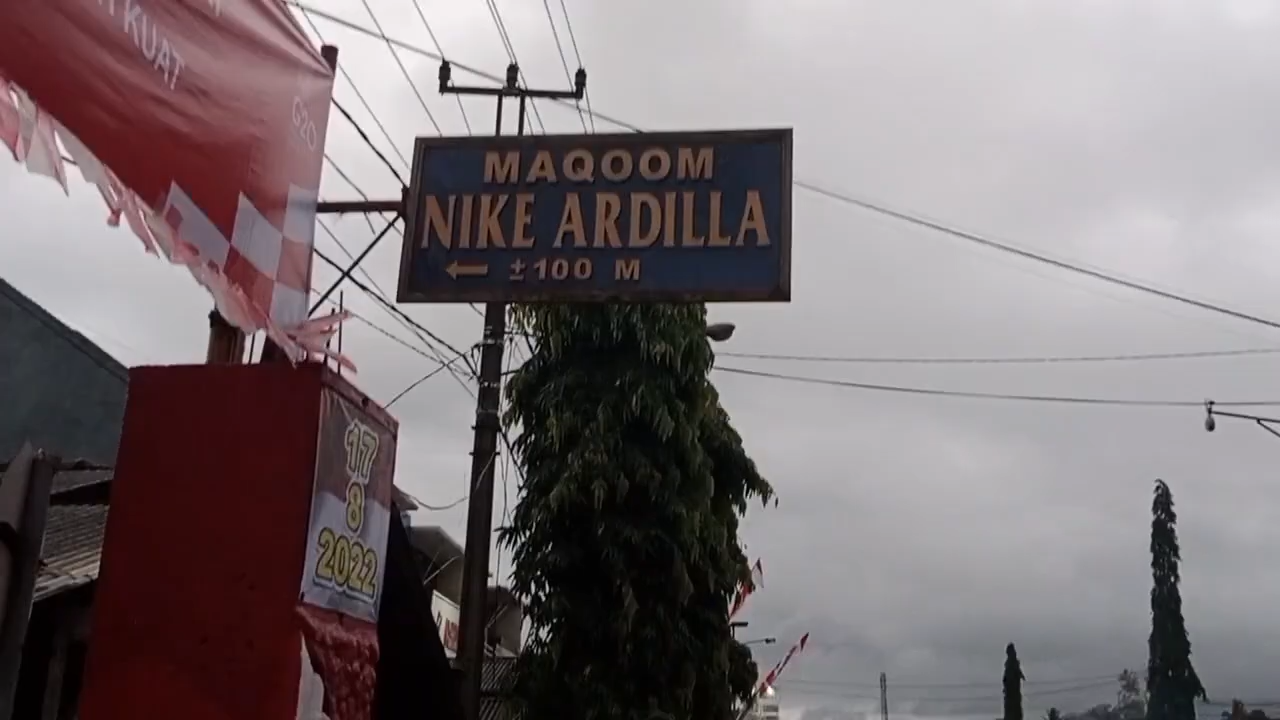 KUAT
G20
MAQOOM
NIKE ARDILLA
← ±100 M
17
8
2022